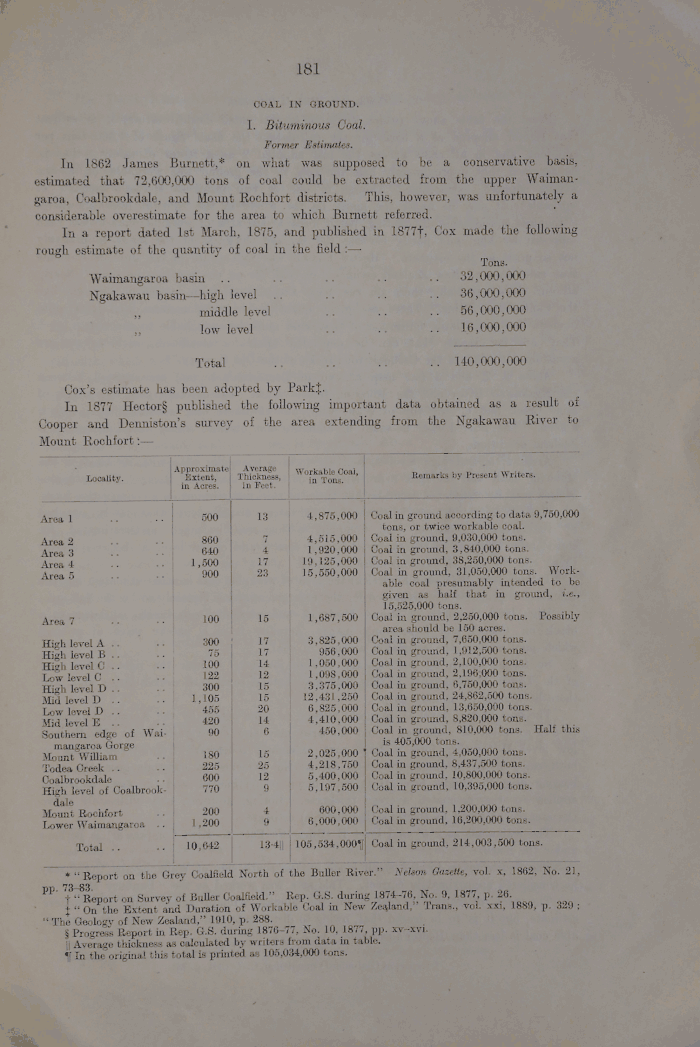 181
COAL IN GROUND.
I. Bituminous Coal.
Former Estimates.
In 1862 James Burnett,* on what was supposed to be a conservative basis,
estimated that 72,600,000 tons of coal could be extracted from the upper Waiman-
garoa, Coalbrookdale, and Mount Rochfort districts. This, however, was unfortunately a
considerable overestimate for the area to which Burnett referred.
In a report dated 1st March, 1875, and published in 1877†, Cox made the following
rough estimate of the quantity of coal in the field :—
Tons.
Waimangaroa basin .. .. .. .. .. 32,000,000
Ngakawau basin—high level .. .. .. .. 36,000,000
,, middle level .. .. .. 56,000,000
,, low level .. .. .. 16,000,000
Total .. .. .. .. 140,000,000
Cox's estimate has been adopted by Park‡.
In 1877 Hector§ published the following important data obtained as a result of
Cooper and Denniston's survey of the area extending from the Ngakawau River to
Mount Rochfort :—
Locality. Approximate Extent, in Acres. Average Thickness, in Feet. Workable Coal, in Tons. Remarks by Present Writers.
Area 1 .. .. 500 13 4,875,000 Coal in ground according to data 9,750,000
tons, or twice workable coal.
Area 2 .. .. 860 7 4,515,000 Coal in ground, 9,030,000 tons.
Area 3 .. .. 640 4 1,920,000 Coal in ground, 3,840,000 tons.
Area 4 .. .. 1,500 17 19,125,000 Coal in ground, 38,250,000 tons.
Area 5 .. .. 900 23 15,550,000 Coal in ground, 31,050,000 tons. Work-
able coal presumably intended to be
given as half that in ground, i.e.,
15,525,000 tons.
Area 7 .. .. 100 15 1,687,500 Coal in ground, 2,250,000 tons. Possibly
area should be 150 acres.
High level A .. .. 300 17 3,825,000 Coal in ground, 7,650,000 tons.
High level B .. .. 75 17 956,000 Coal in ground, 1,912,500 tons.
High level C .. .. 100 14 1,050,000 Coal in ground, 2,100,000 tons.
Low level C .. .. 122 12 1,098,000 Coal in ground, 2,196,000 tons.
High level D .. .. 300 15 3,375,000 Coal in ground, 6,750,000 tons.
Mid level D .. .. 1,105 15 12,431,250 Coal in ground, 24,862,500 tons.
Low level D .. .. 455 20 6,825,000 Coal in ground, 13,650,000 tons.
Mid level E .. .. 420 14 4,410,000 Coal in ground, 8,820,000 tons.
Southern edge of Wai- 90 6 450,000 Coal in ground, 810,000 tons. Half this
mangaroa Gorge is 405,000 tons.
Mount William .. 180 15 2,025,000 Coal in ground, 4,050,000 tons.
Todea Creek .. .. 225 25 4,218,750 Coal in ground, 8,437,500 tons.
Coalbrookdale .. 600 12 5,400,000 Coal in ground, 10,800,000 tons.
High level of Coalbrook- 770 9 5,197,500 Coal in ground, 10,395,000 tons.
dale
Mount Rochfort .. 200 4 600,000 Coal in ground, 1,200,000 tons.
Lower Waimangaroa .. 1,200 9 6,000,000 Coal in ground, 16,200,000 tons.
Total .. .. 10,642 13·4|| 105,534,000¶ Coal in ground, 214,003,500 tons.
* "Report on the Grey Coalfield North of the Buller River." Nelson Gazette, vol. x, 1862, No. 21,
pp. 73–83.
† "Report on Survey of Buller Coalfield." Rep. G.S. during 1874–76, No. 9, 1877, p. 26.
‡ "On the Extent and Duration of Workable Coal in New Zealand," Trans., vol. xxi, 1889, p. 329 ;
"The Geology of New Zealand," 1910, p. 288.
§ Progress Report in Rep. G.S. during 1876–77, No. 10, 1877, pp. xv–xvi.
|| Average thickness as calculated by writers from data in table.
¶ In the original this total is printed as 105,034,000 tons.